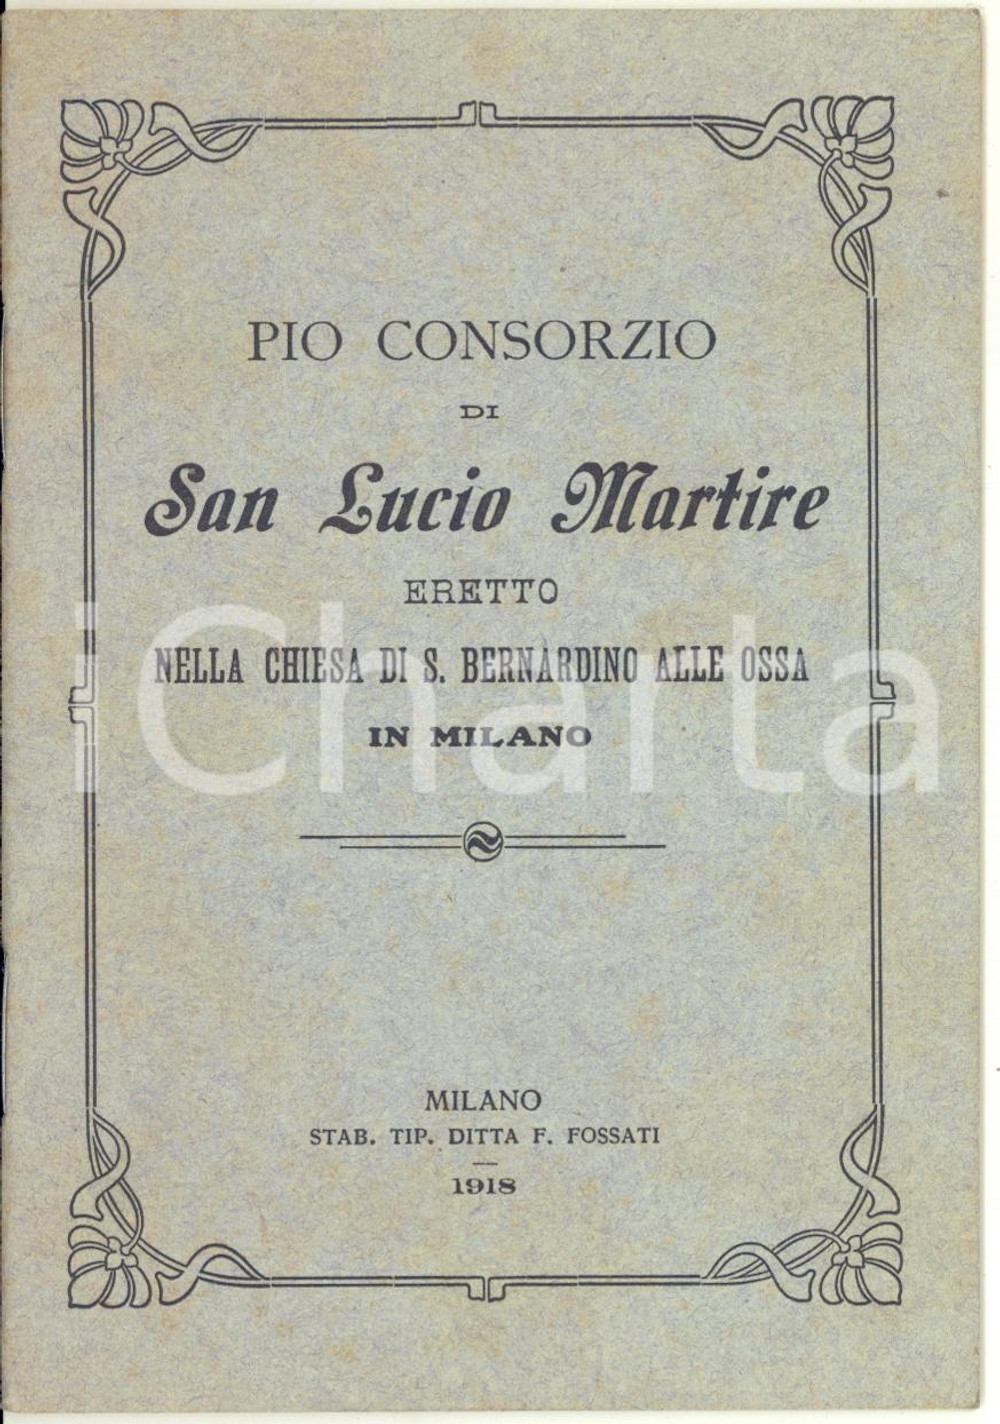 PIO CONSORZIO
DI
San Lucio Martire
ERETTO
NELLA CHIESA DI S. BERNARDINO ALLE OSSA
IN MILANO
iCharta
MILANO
STAB. TIP. DITTA F. FOSSATI
1918